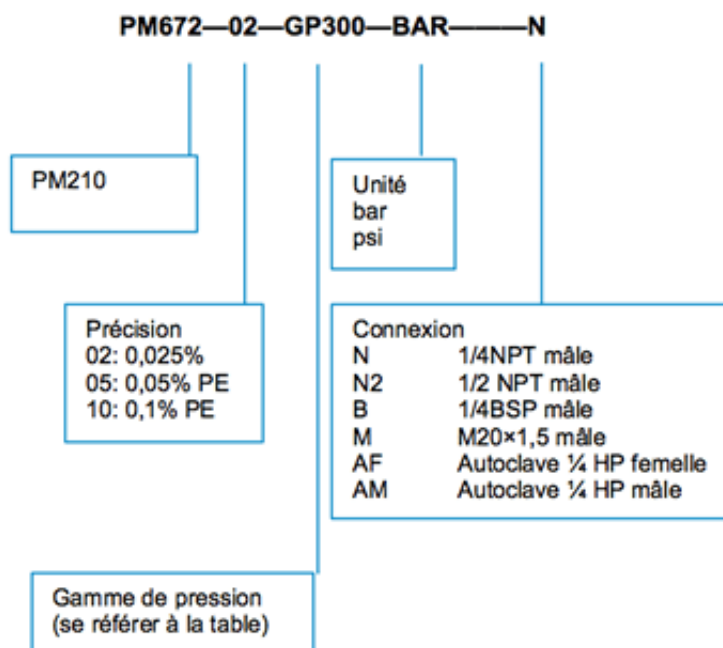 PM672—02—GP300—BAR———N
PM210
Unité
bar
psi
Précision
02: 0,025%
05: 0,05% PE
10: 0,1% PE
Connexion
N 1/4NPT mâle
N2 1/2 NPT mâle
B 1/4BSP mâle
M M20×1,5 mâle
AF Autoclave ¼ HP femelle
AM Autoclave ¼ HP mâle
Gamme de pression
(se référer à la table)